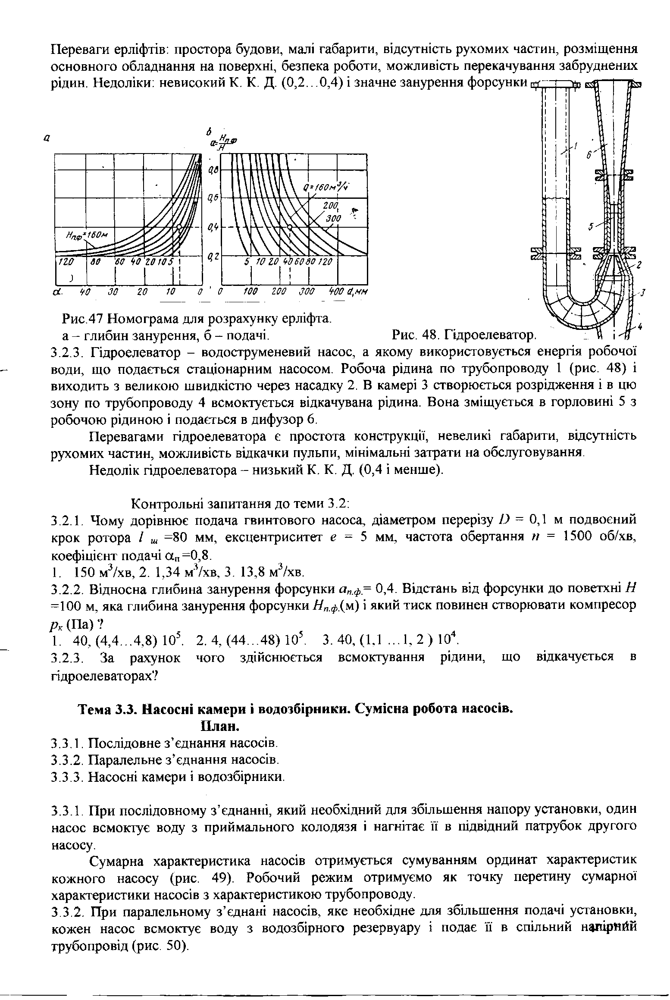 Переваги ерліфтів: простора будови, малі габарити, відсутність рухомих частин, розміщення
основного обладнання на поверхні, безпека роботи, можливість перекачування забруднених
рідин. Недоліки: невисокий К. К. Д. (0,2...0,4) і значне занурення форсунки
a
b
a=Hп.ф/H
0,8
0,6
0,4
0,2
Hп.ф=160м
120 80 60 40 20 10 5
α. 40 30 20 10 0
Q=160м³/ч
200
300
5 10 20 40 60 80 120
0 100 200 300 400 d,мм
1
6
5
2
3
4
Рис.47 Номограма для розрахунку ерліфта.
а – глибин занурення, б – подачі.
Рис. 48. Гідроелеватор.
3.2.3. Гідроелеватор – водоструменевий насос, а якому використовується енергія робочої
води, що подається стаціонарним насосом. Робоча рідина по трубопроводу 1 (рис. 48) і
виходить з великою швидкістю через насадку 2. В камері 3 створюється розрідження і в цю
зону по трубопроводу 4 всмоктується відкачувана рідина. Вона зміщується в горловині 5 з
робочою рідиною і подається в дифузор 6.
Перевагами гідроелеватора є простота конструкції, невеликі габарити, відсутність
рухомих частин, можливість відкачки пульпи, мінімальні затрати на обслуговування.
Недолік гідроелеватора – низький К. К. Д. (0,4 і менше).
Контрольні запитання до теми 3.2:
3.2.1. Чому дорівнює подача гвинтового насоса, діаметром перерізу D = 0,1 м подвоєний
крок ротора l ш =80 мм, ексцентриситет е = 5 мм, частота обертання n = 1500 об/хв,
коефіцієнт подачі αп=0,8.
1. 150 м³/хв, 2. 1,34 м³/хв, 3. 13,8 м³/хв.
3.2.2. Відносна глибина занурення форсунки aп.ф.= 0,4. Відстань від форсунки до поветхні H
=100 м, яка глибина занурення форсунки Hп.ф.(м) і який тиск повинен створювати компресор
pк (Па) ?
1. 40, (4,4...4,8) 10⁵. 2. 4, (44...48) 10⁵. 3. 40, (1,1 ...1, 2 ) 10⁴.
3.2.3. За рахунок чого здійснюється всмоктування рідини, що відкачується в
гідроелеваторах?
Тема 3.3. Насосні камери і водозбірники. Сумісна робота насосів.
План.
3.3.1. Послідовне з’єднання насосів.
3.3.2. Паралельне з’єднання насосів.
3.3.3. Насосні камери і водозбірники.
3.3.1. При послідовному з’єднанні, який необхідний для збільшення напору установки, один
насос всмоктує воду з приймального колодязя і нагнітає її в підвідний патрубок другого
насосу.
Сумарна характеристика насосів отримується сумуванням ординат характеристик
кожного насосу (рис. 49). Робочий режим отримуємо як точку перетину сумарної
характеристики насосів з характеристикою трубопроводу.
3.3.2. При паралельному з’єднані насосів, яке необхідне для збільшення подачі установки,
кожен насос всмоктує воду з водозбірного резервуару і подає її в спільний напірний
трубопровід (рис. 50).